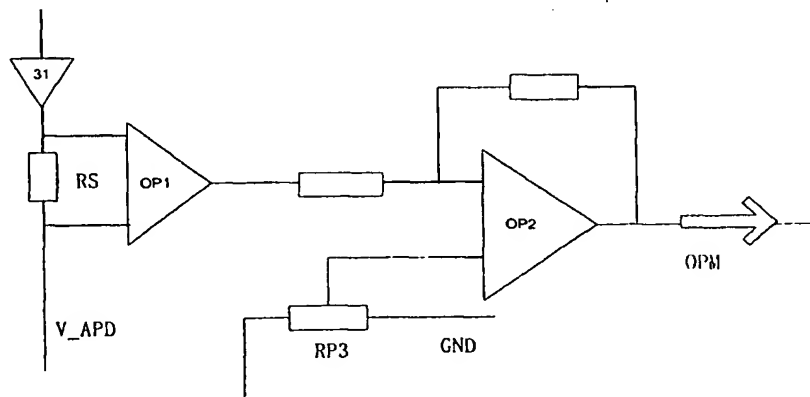 31
OP1
RS
OP2
OPM
V_APD
RP3
GND